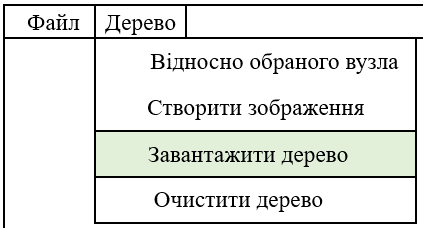 Файл Дерево
Відносно обраного вузла
Створити зображення
Завантажити дерево
Очистити дерево